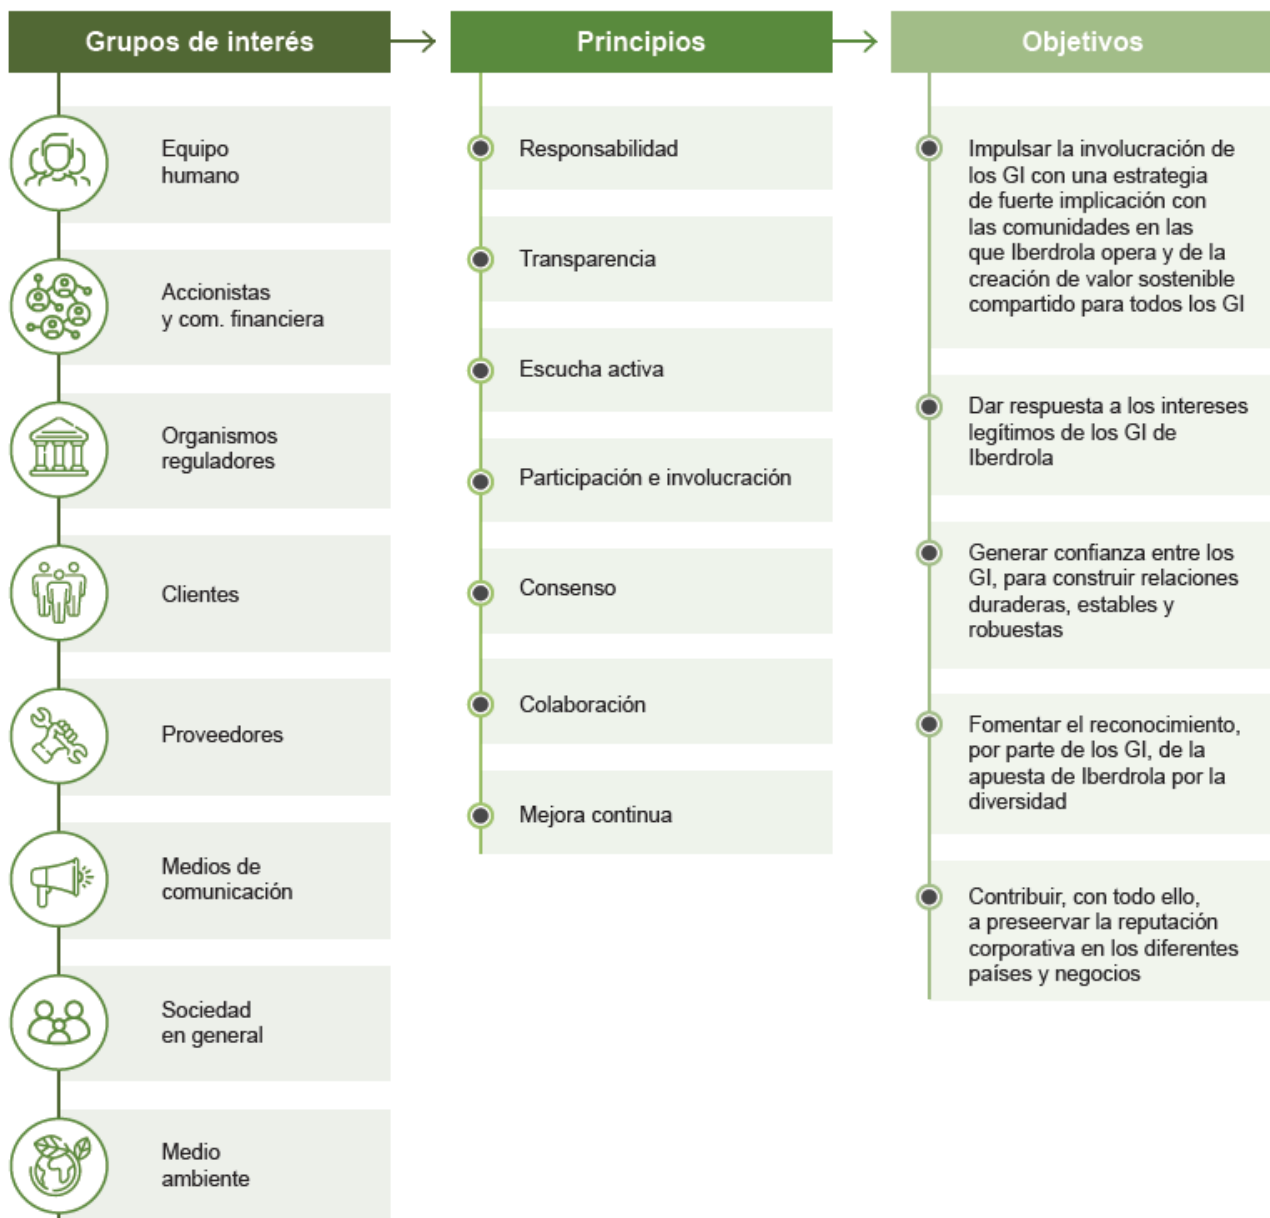 Grupos de interés
Equipo
humano
Accionistas
y com. financiera
Organismos
reguladores
Clientes
Proveedores
Medios de
comunicación
Sociedad
en general
Medio
ambiente
Principios
Responsabilidad
Transparencia
Escucha activa
Participación e involucración
Consenso
Colaboración
Mejora continua
Objetivos
Impulsar la involucración de
los GI con una estrategia
de fuerte implicación con
las comunidades en las
que Iberdrola opera y de la
creación de valor sostenible
compartido para todos los GI
Dar respuesta a los intereses
legítimos de los GI de
Iberdrola
Generar confianza entre los
GI, para construir relaciones
duraderas, estables y
robuestas
Fomentar el reconocimiento,
por parte de los GI, de la
apuesta de Iberdrola por la
diversidad
Contribuir, con todo ello,
a preseervar la reputación
corporativa en los diferentes
países y negocios